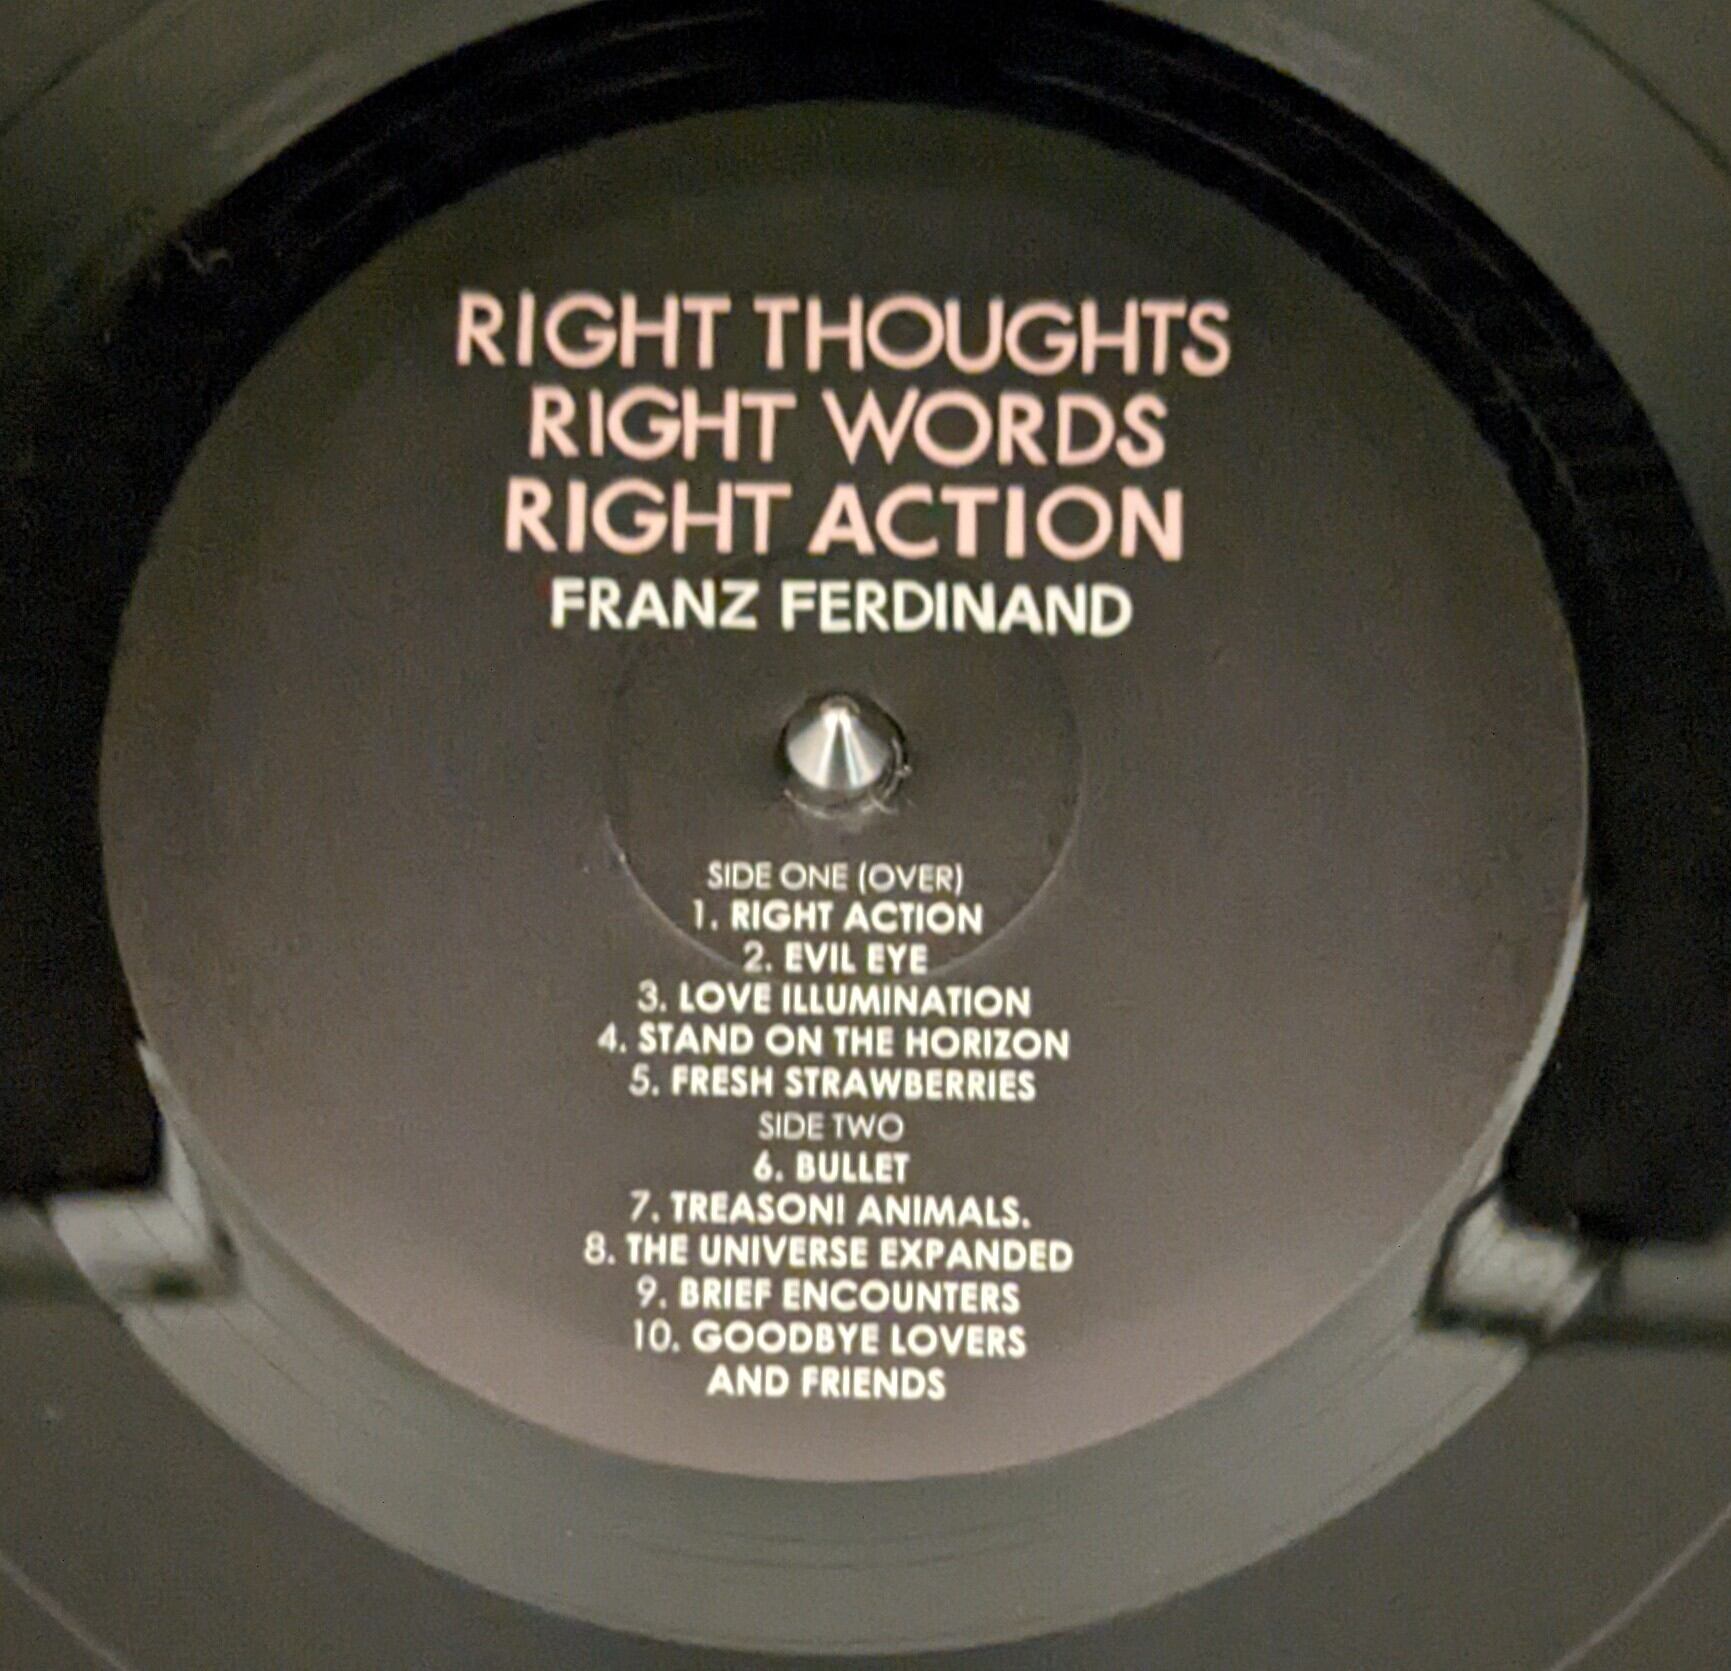 RIGHT THOUGHTS
RIGHT WORDS
RIGHT ACTION
FRANZ FERDINAND
SIDE ONE (OVER)
1. RIGHT ACTION
2. EVIL EYE
3. LOVE ILLUMINATION
4. STAND ON THE HORIZON
5. FRESH STRAWBERRIES
SIDE TWO
6. BULLET
7. TREASON! ANIMALS.
8. THE UNIVERSE EXPANDED
9. BRIEF ENCOUNTERS
10. GOODBYE LOVERS
AND FRIENDS